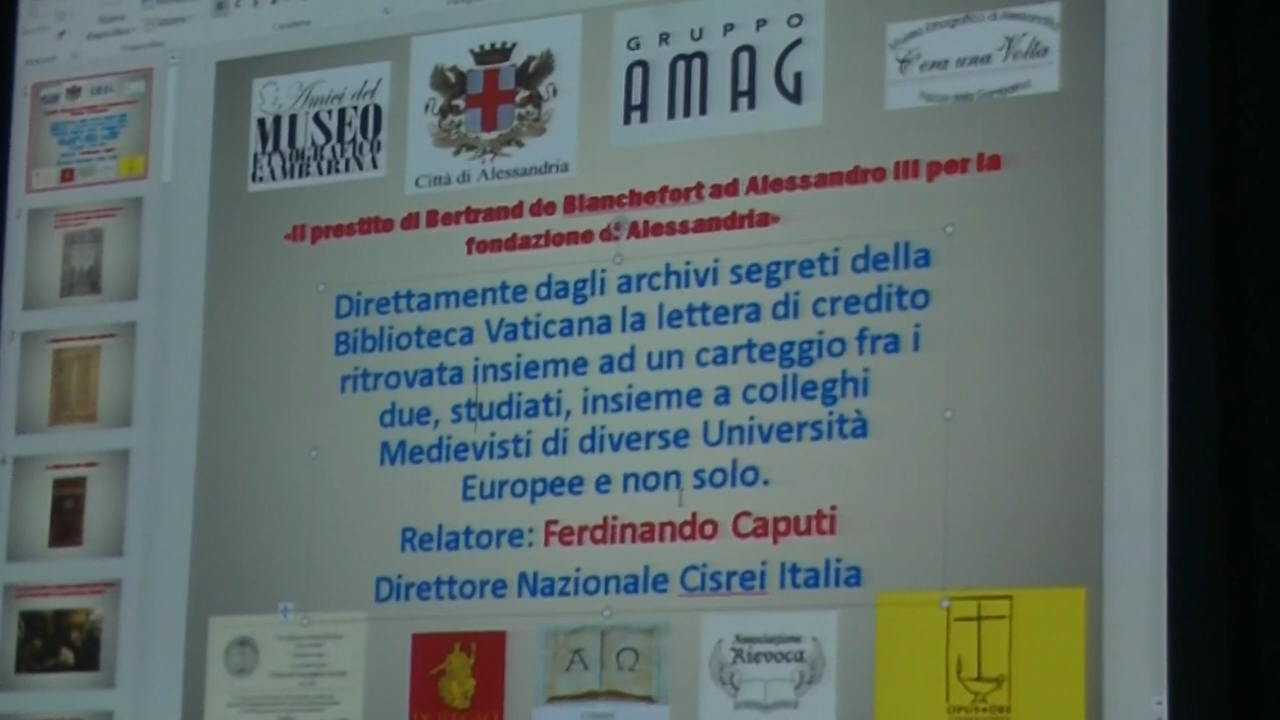 Amici del
MUSEO
ETNOGRAFICO
GAMBARINA
Città di Alessandria
GRUPPO
AMAG
C'era una Volta
«Il prestito di Bertrand de Blanchefort ad Alessandro III per la
fondazione di Alessandria»
Direttamente dagli archivi segreti della
Biblioteca Vaticana la lettera di credito
ritrovata insieme ad un carteggio fra i
due, studiati, insieme a colleghi
Medievisti di diverse Università
Europee e non solo.
Relatore: Ferdinando Caputi
Direttore Nazionale Cisrei Italia
Α Ω
Associazione
Rievoca